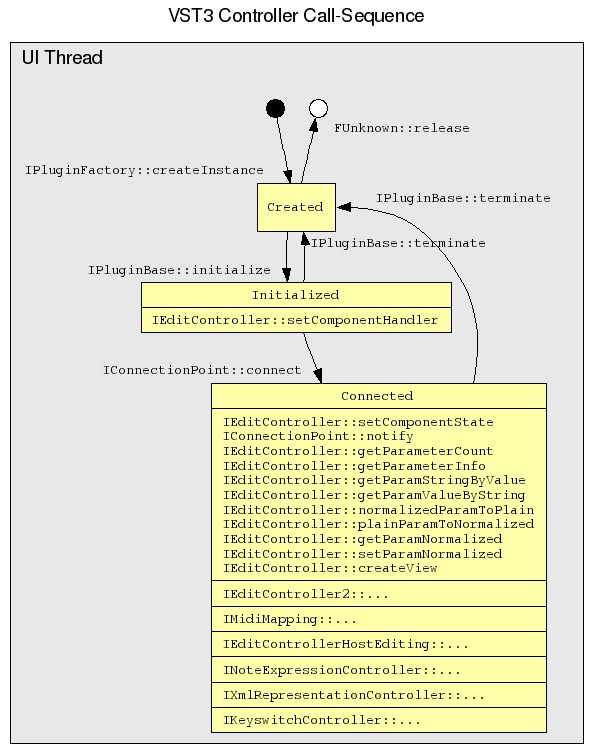 VST3 Controller Call-Sequence
UI Thread
FUnknown::release
IPluginFactory::createInstance
IPluginBase::terminate
Created
IPluginBase::terminate
IPluginBase::initialize
Initialized
IEditController::setComponentHandler
IConnectionPoint::connect
Connected
IEditController::setComponentState
IConnectionPoint::notify
IEditController::getParameterCount
IEditController::getParameterInfo
IEditController::getParamStringByValue
IEditController::getParamValueByString
IEditController::normalizedParamToPlain
IEditController::plainParamToNormalized
IEditController::getParamNormalized
IEditController::setParamNormalized
IEditController::createView
IEditController2::...
IMidiMapping::...
IEditControllerHostEditing::...
INoteExpressionController::...
IXmlRepresentationController::...
IKeyswitchController::...